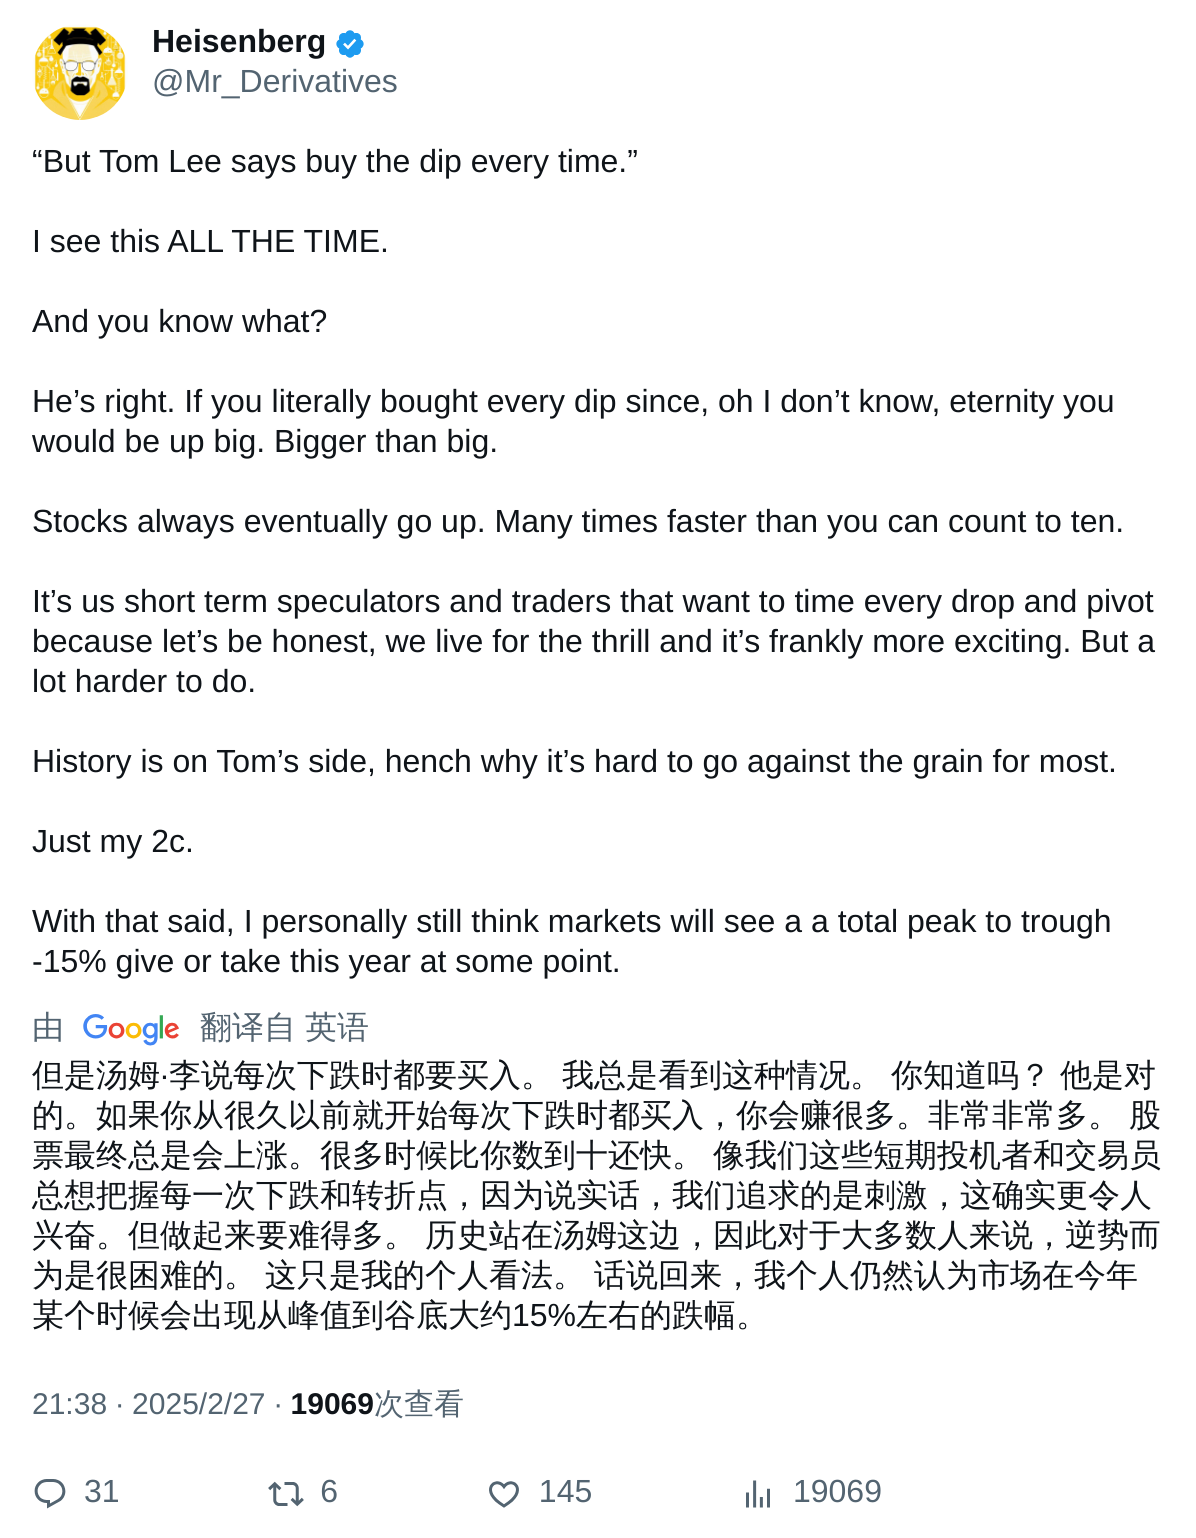 Heisenberg
@Mr_Derivatives
“But Tom Lee says buy the dip every time.”
I see this ALL THE TIME.
And you know what?
He’s right. If you literally bought every dip since, oh I don’t know, eternity you
would be up big. Bigger than big.
Stocks always eventually go up. Many times faster than you can count to ten.
It’s us short term speculators and traders that want to time every drop and pivot
because let’s be honest, we live for the thrill and it’s frankly more exciting. But a
lot harder to do.
History is on Tom’s side, hench why it’s hard to go against the grain for most.
Just my 2c.
With that said, I personally still think markets will see a a total peak to trough
-15% give or take this year at some point.
由 Google 翻译自 英语
但是汤姆·李说每次下跌时都要买入。 我总是看到这种情况。 你知道吗？ 他是对
的。如果你从很久以前就开始每次下跌时都买入，你会赚很多。非常非常多。 股
票最终总是会上涨。很多时候比你数到十还快。 像我们这些短期投机者和交易员
总想把握每一次下跌和转折点，因为说实话，我们追求的是刺激，这确实更令人
兴奋。但做起来要难得多。 历史站在汤姆这边，因此对于大多数人来说，逆势而
为是很困难的。 这只是我的个人看法。 话说回来，我个人仍然认为市场在今年
某个时候会出现从峰值到谷底大约15%左右的跌幅。
21:38 · 2025/2/27 · 19069次查看
31 6 145 19069